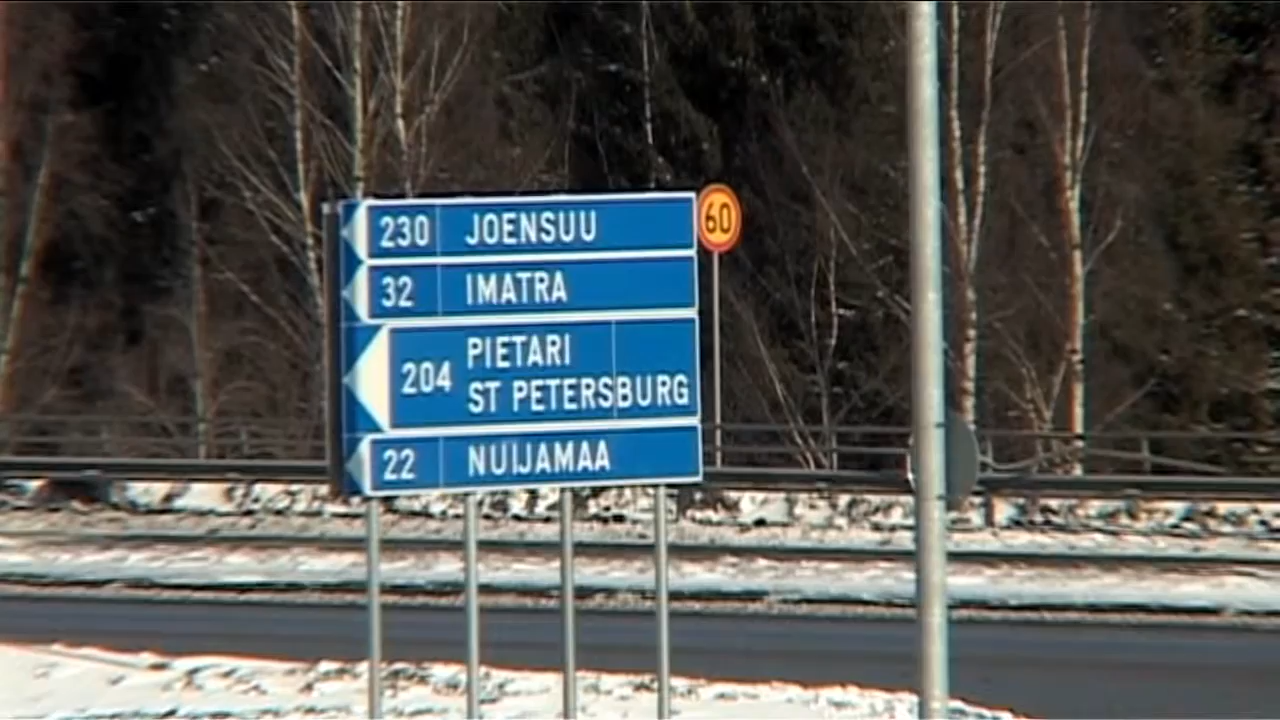 230 JOENSUU
60
32 IMATRA
204 PIETARI
ST PETERSBURG
22 NUIJAMAA